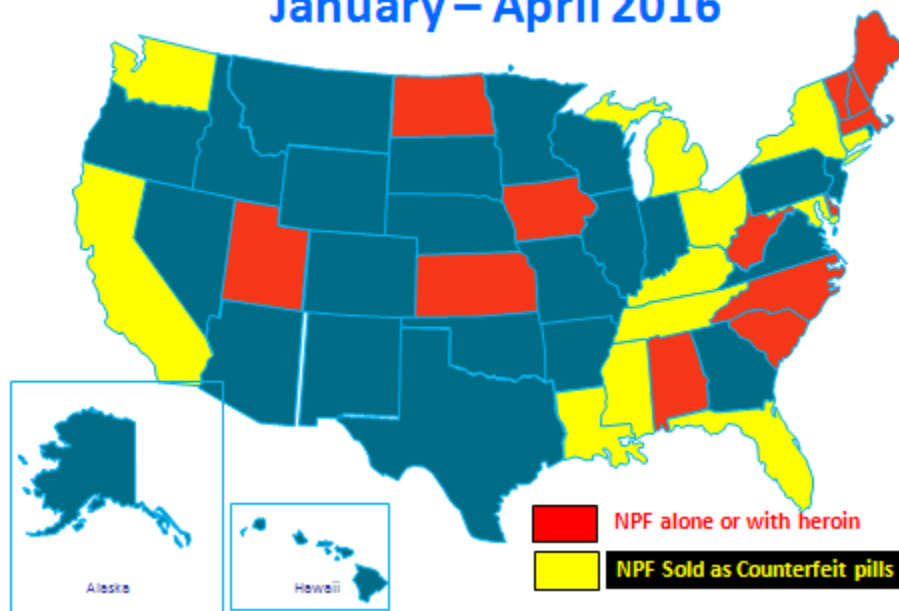 January – April 2016
NPF alone or with heroin
NPF Sold as Counterfeit pills
Alaska
Hawaii